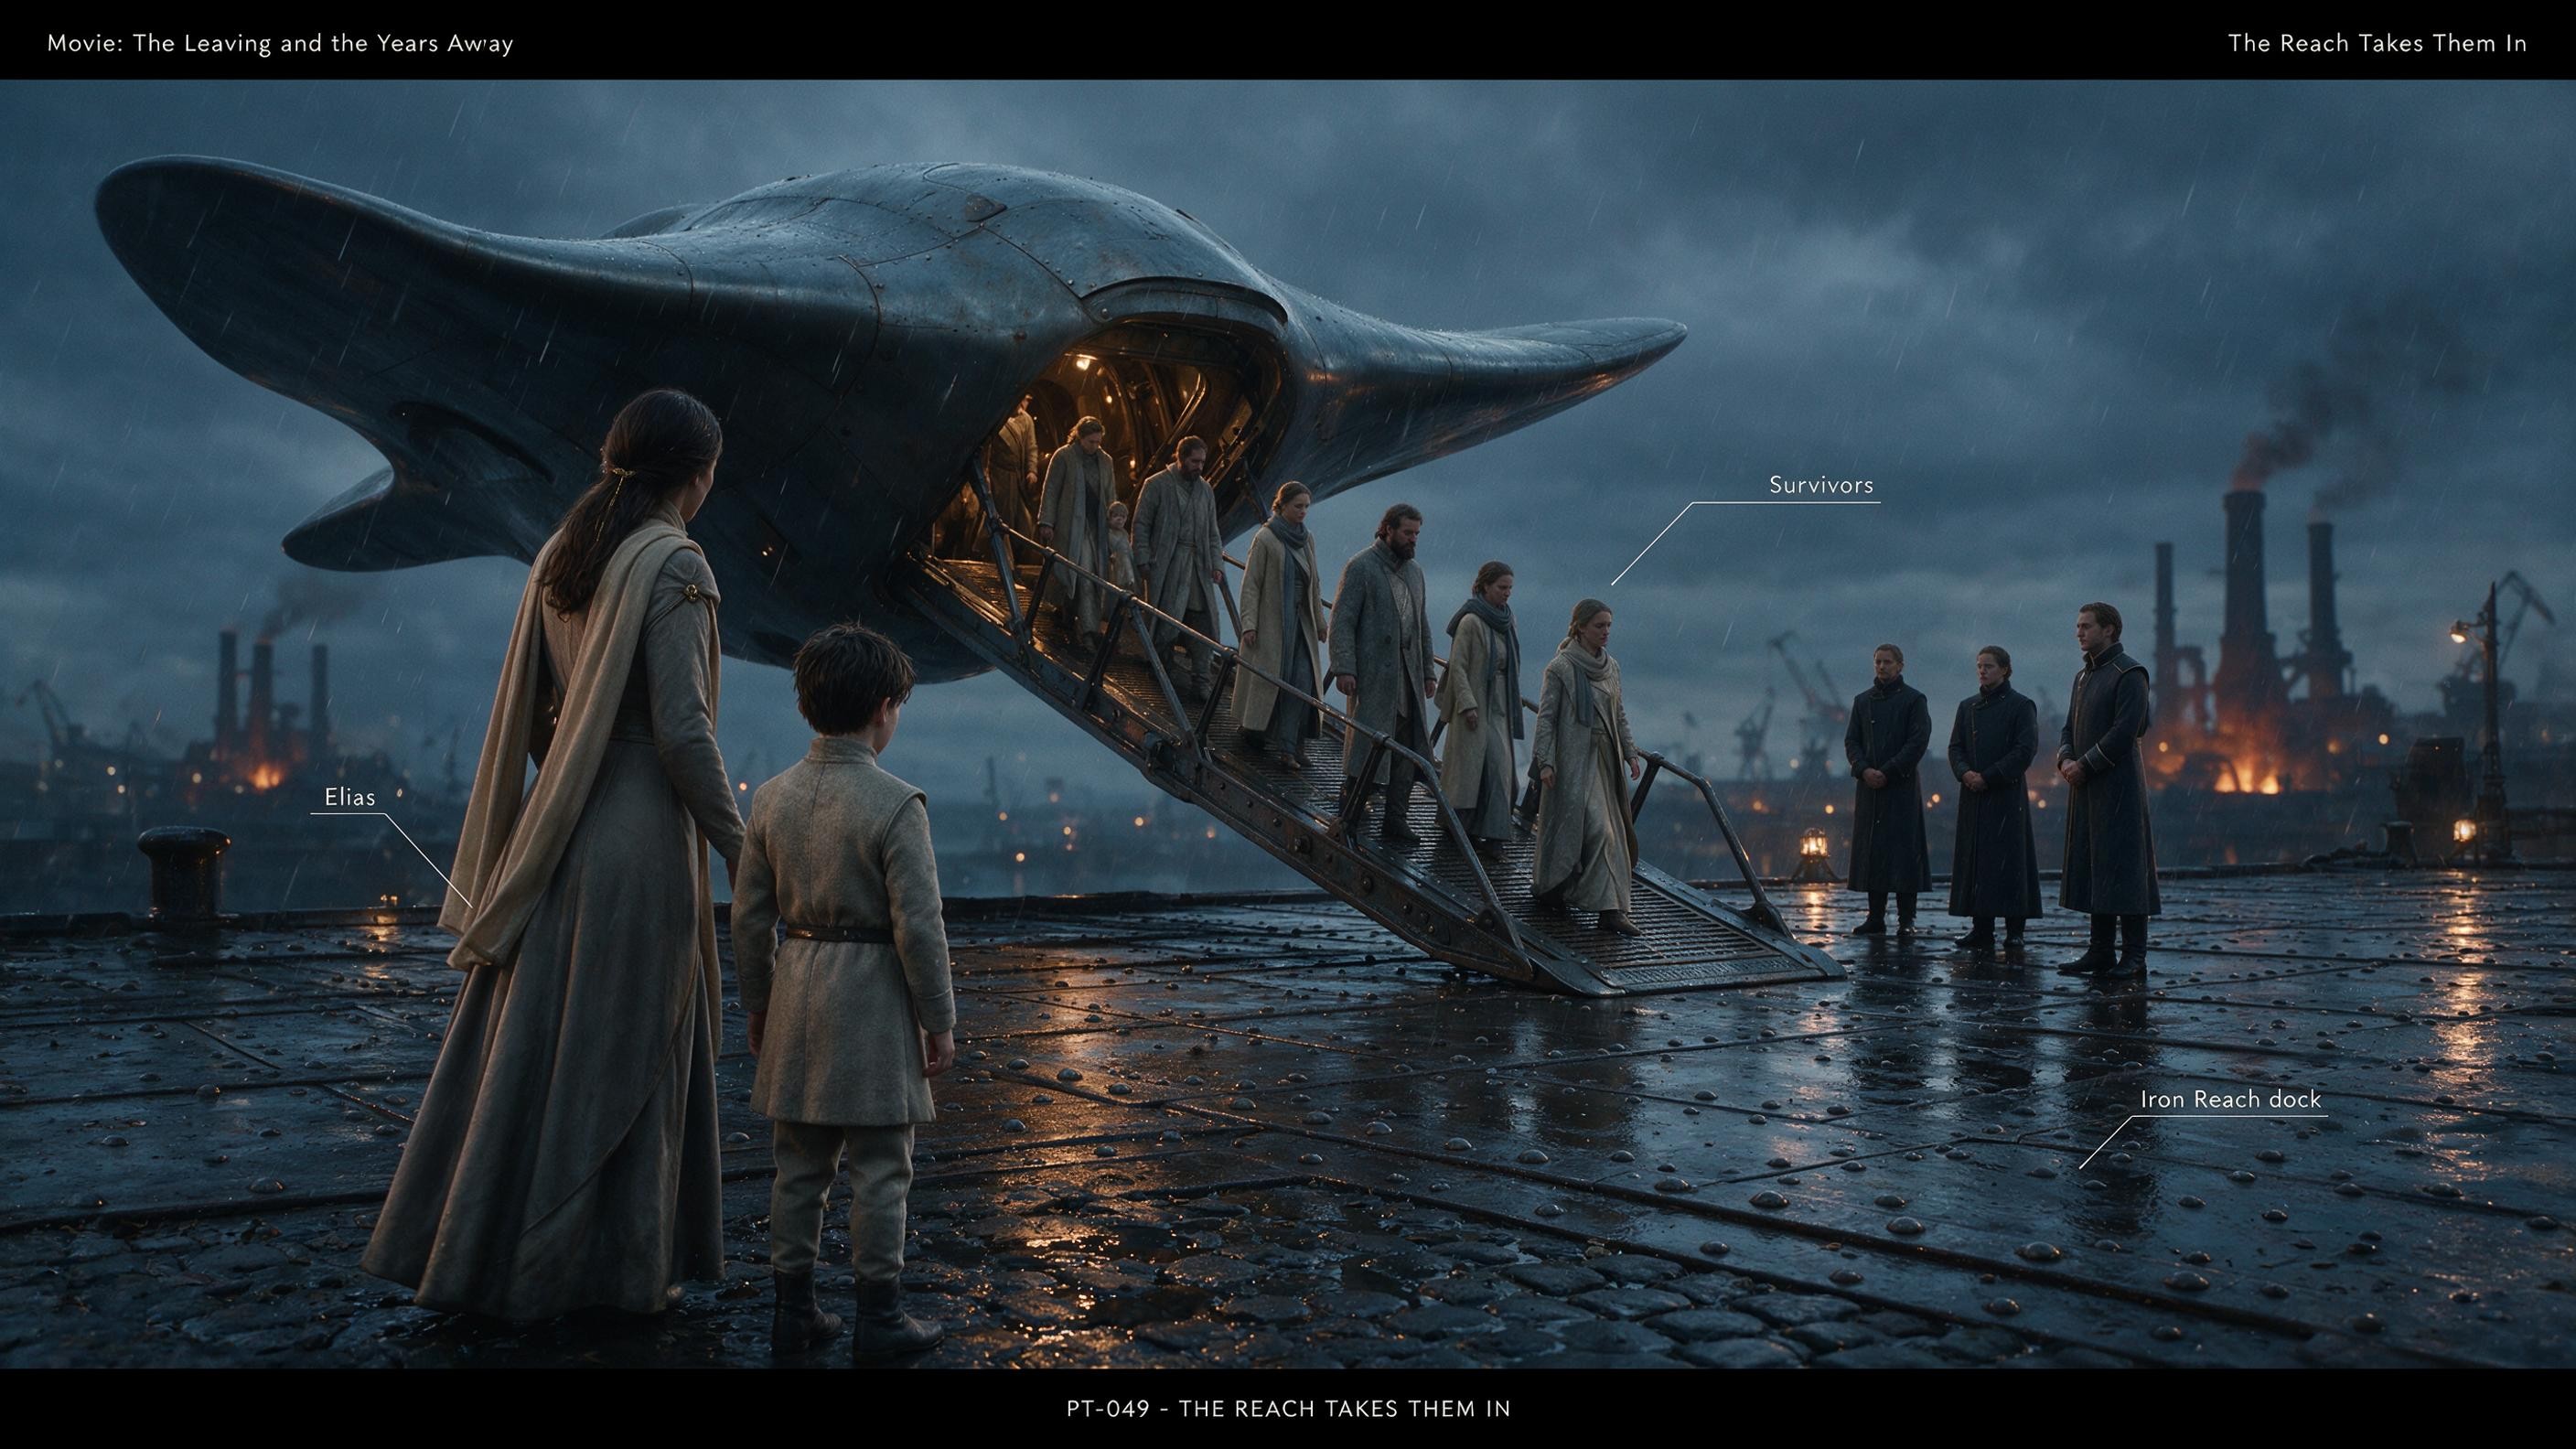 Movie: The Leaving and the Years Away
The Reach Takes Them In
Survivors
Elias
Iron Reach dock
PT-049 - THE REACH TAKES THEM IN